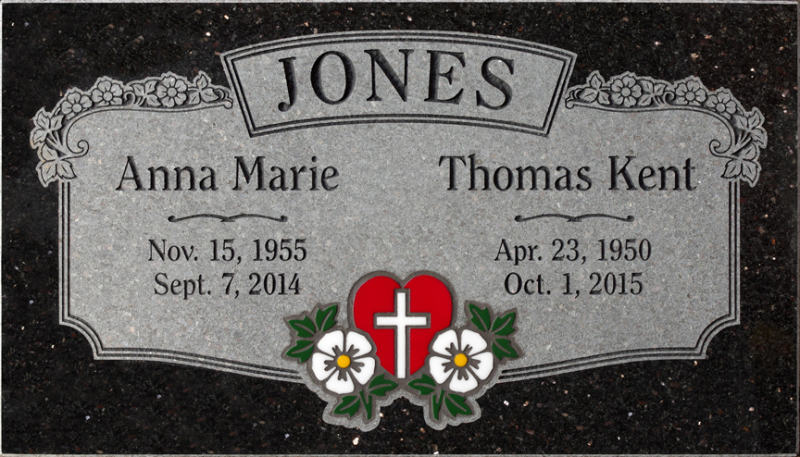 JONES
Anna Marie
Nov. 15, 1955
Sept. 7, 2014
Thomas Kent
Apr. 23, 1950
Oct. 1, 2015